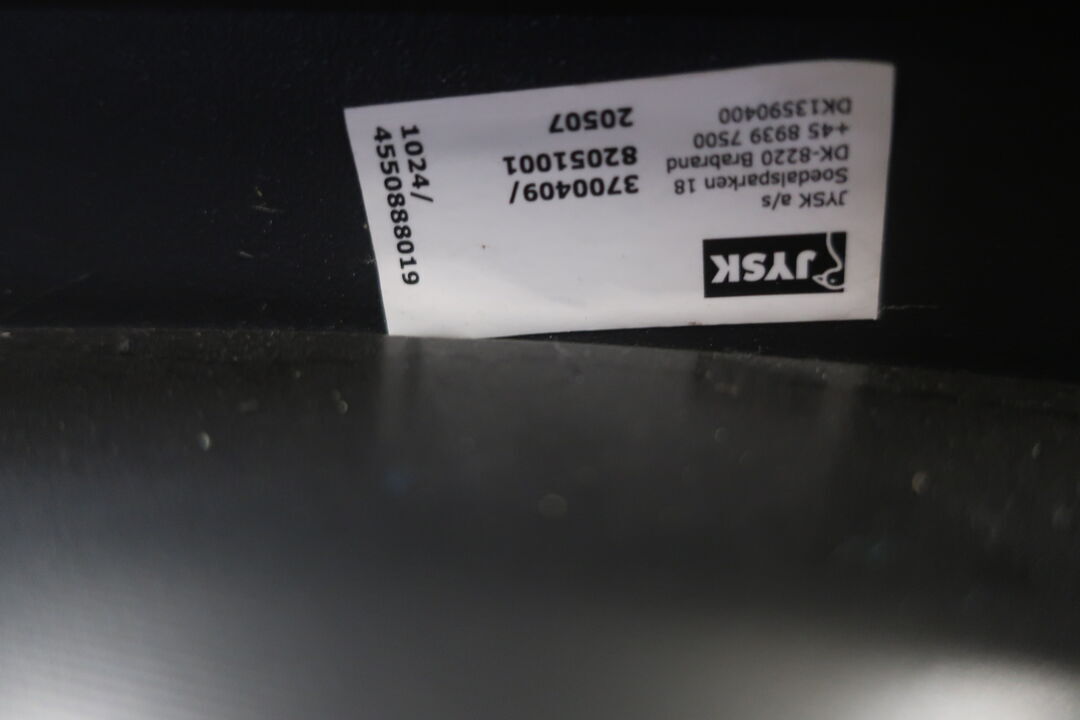 JYSK
JYSK a/s
Soedalsparken 18
DK-8220 Brabrand
+45 8939 7500
DK13590400
3700409/
82051001
20507
1024/
4550888019